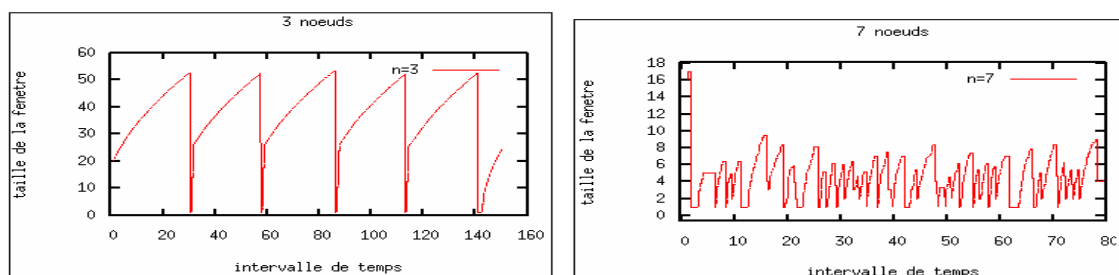 3 noeuds
taille de la fenetre
60
50
40
30
20
10
0
n=3
0 20 40 60 80 100 120 140 160
intervalle de temps
7 noeuds
taille de la fenetre
18
16
14
12
10
8
6
4
2
0
n=7
0 10 20 30 40 50 60 70 80
intervalle de temps